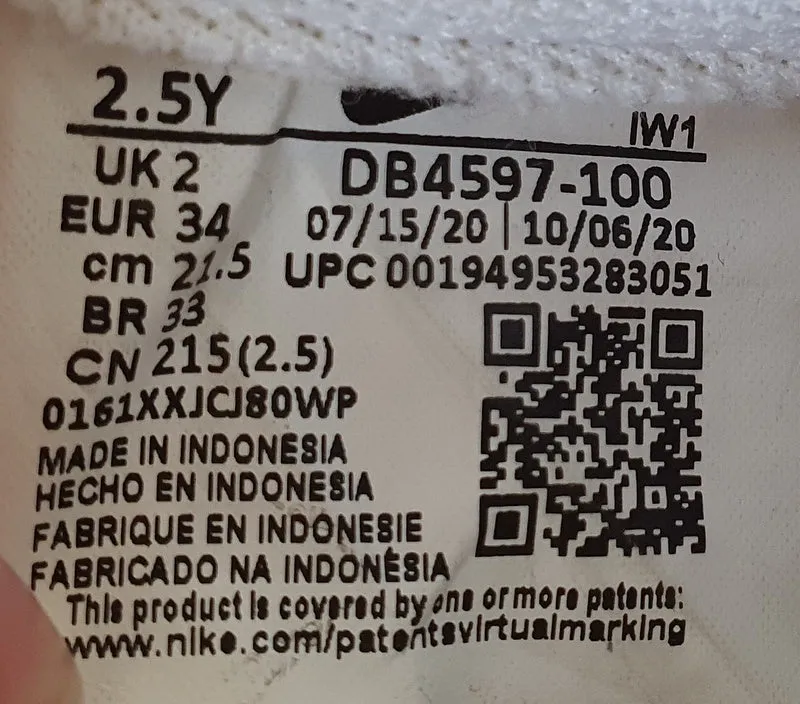 2.5Y
IW1
UK 2
DB4597-100
EUR 34
07/15/20 | 10/06/20
cm 21.5
UPC 00194953283051
BR 33
CN 215 (2.5)
0161XXJCJ80WP
MADE IN INDONESIA
HECHO EN INDONESIA
FABRIQUE EN INDONESIE
FABRICADO NA INDONÉSIA
This product is covered by one or more patents:
www.nike.com/patentsvirtualmarking